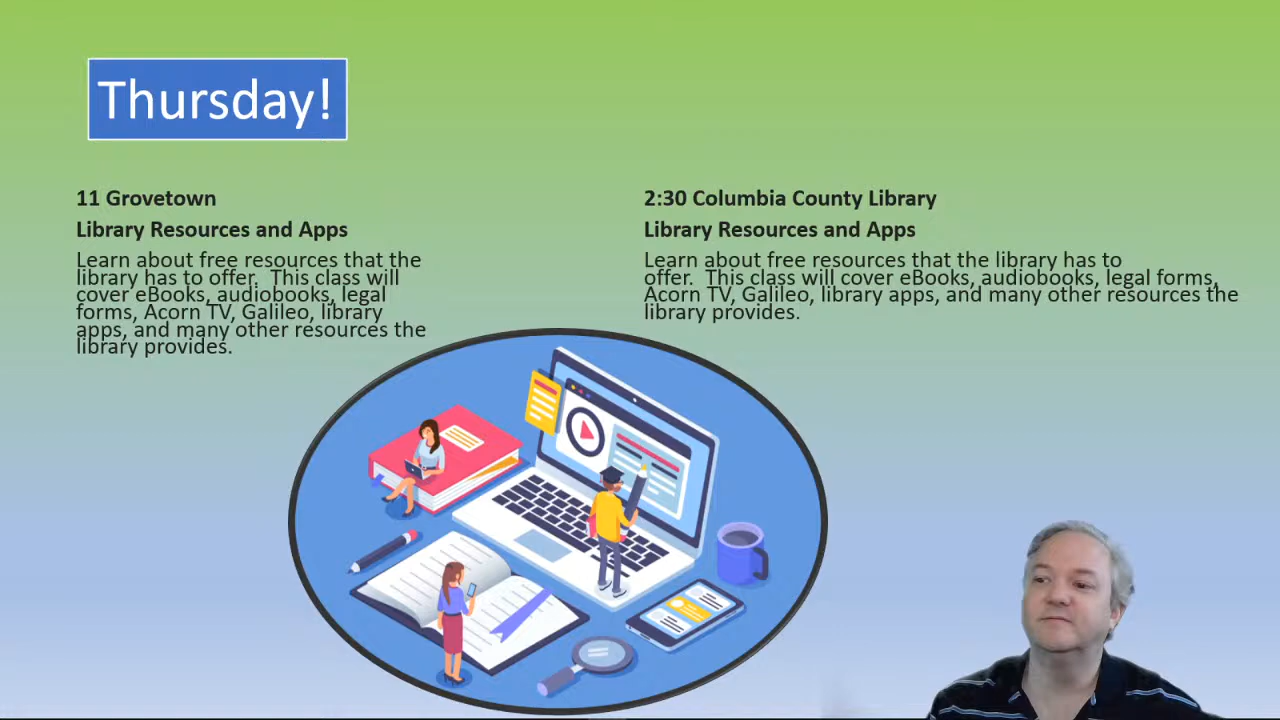 Thursday!
11 Grovetown
Library Resources and Apps
Learn about free resources that the
library has to offer.  This class will
cover eBooks, audiobooks, legal
forms, Acorn TV, Galileo, library
apps, and many other resources the
library provides.
2:30 Columbia County Library
Library Resources and Apps
Learn about free resources that the library has to
offer.  This class will cover eBooks, audiobooks, legal forms,
Acorn TV, Galileo, library apps, and many other resources the
library provides.